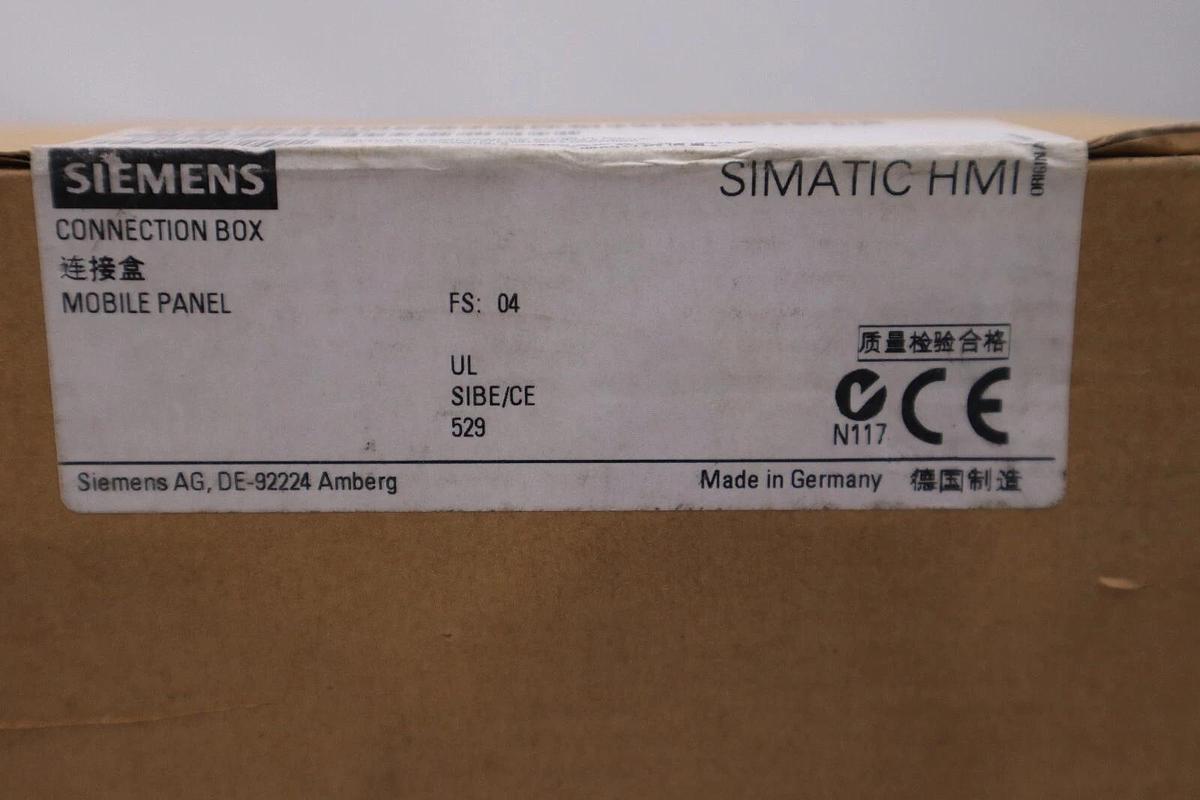 SIEMENS
SIMATIC HMI
CONNECTION BOX
连接盒
MOBILE PANEL
FS: 04
质量检验合格
UL
SIBE/CE
529
N117
CE
Siemens AG, DE-92224 Amberg
Made in Germany 德国制造